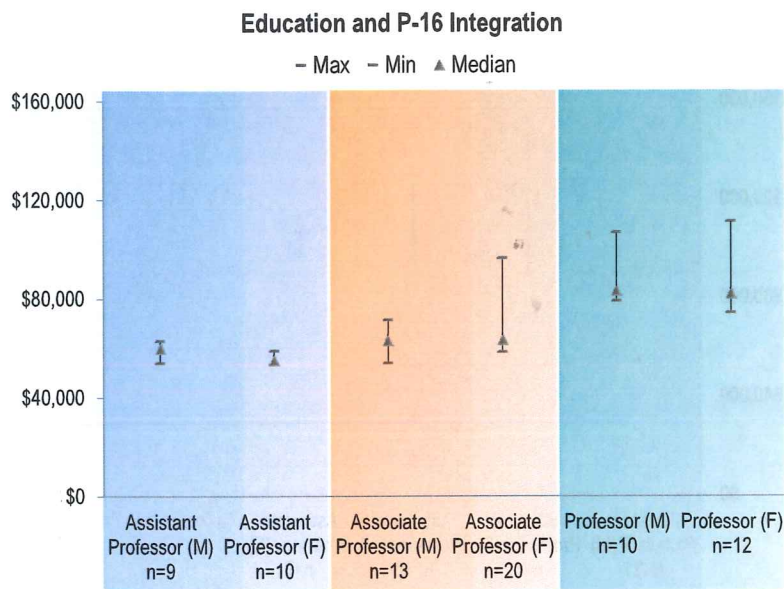 Education and P-16 Integration
– Max – Min ▲ Median
$160,000
$120,000
$80,000
$40,000
$0
Assistant
Professor (M)
n=9
Assistant
Professor (F)
n=10
Associate
Professor (M)
n=13
Associate
Professor (F)
n=20
Professor (M)
n=10
Professor (F)
n=12